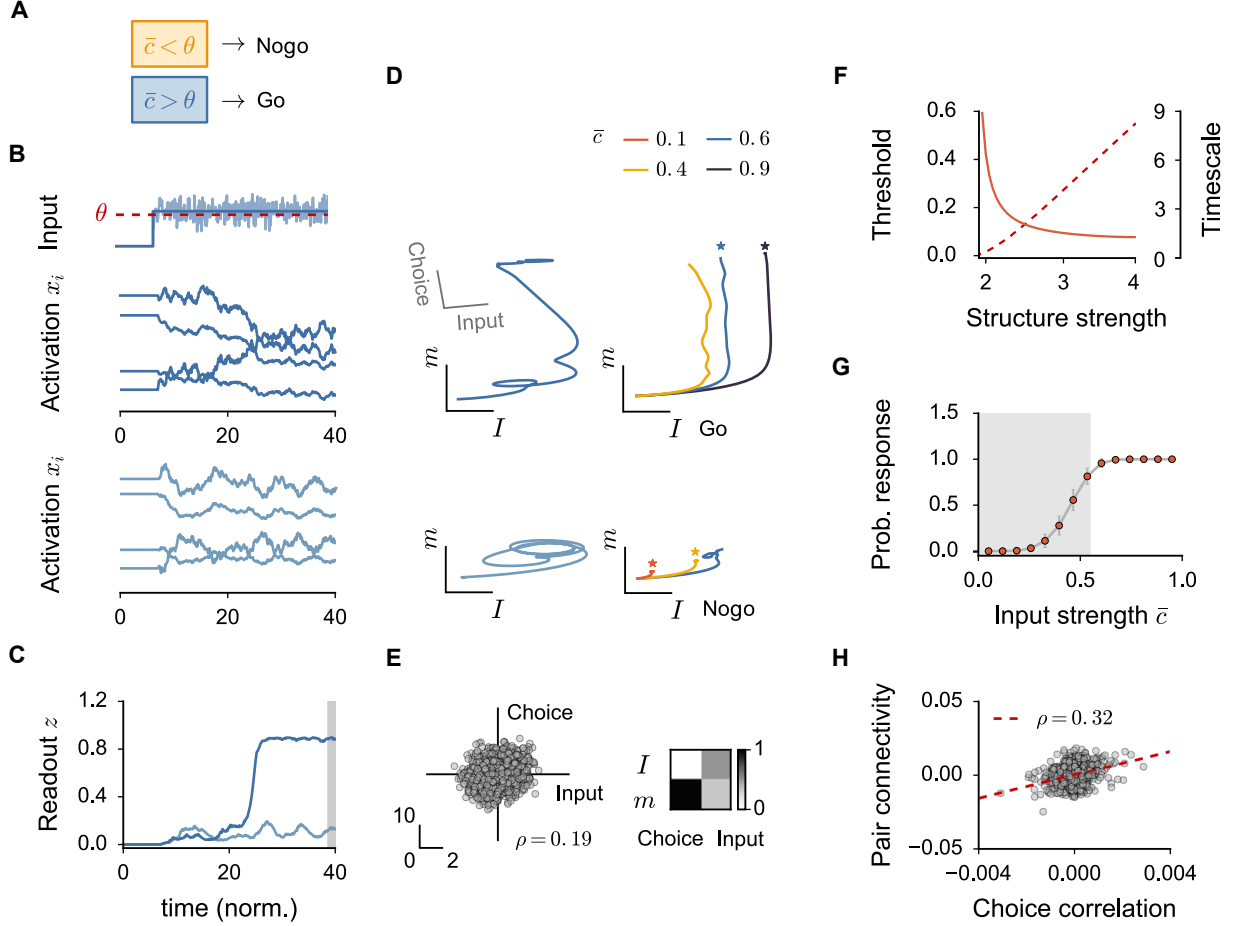 A
c̄ < θ → Nogo
c̄ > θ → Go
B
θ
Input
Activation x_i
0 20 40
Activation x_i
0 20 40
C
Readout z
1.2
0.8
0.4
0.0
0 20 40
time (norm.)
D
c̄ 0.1 0.6
0.4 0.9
Choice
Input
m
I
m
I Go
m
I
m
I Nogo
E
Choice
Input
ρ = 0.19
10
0 2
I
m
Choice Input
1
0
F
Threshold
0.6
0.4
0.2
0.0
2 3 4
Structure strength
9
6
3
0
Timescale
G
Prob. response
1.5
1.0
0.5
0.0
0.0 0.5 1.0
Input strength c̄
H
Pair connectivity
0.05
0.00
−0.05
ρ = 0.32
−0.004 0.000 0.004
Choice correlation